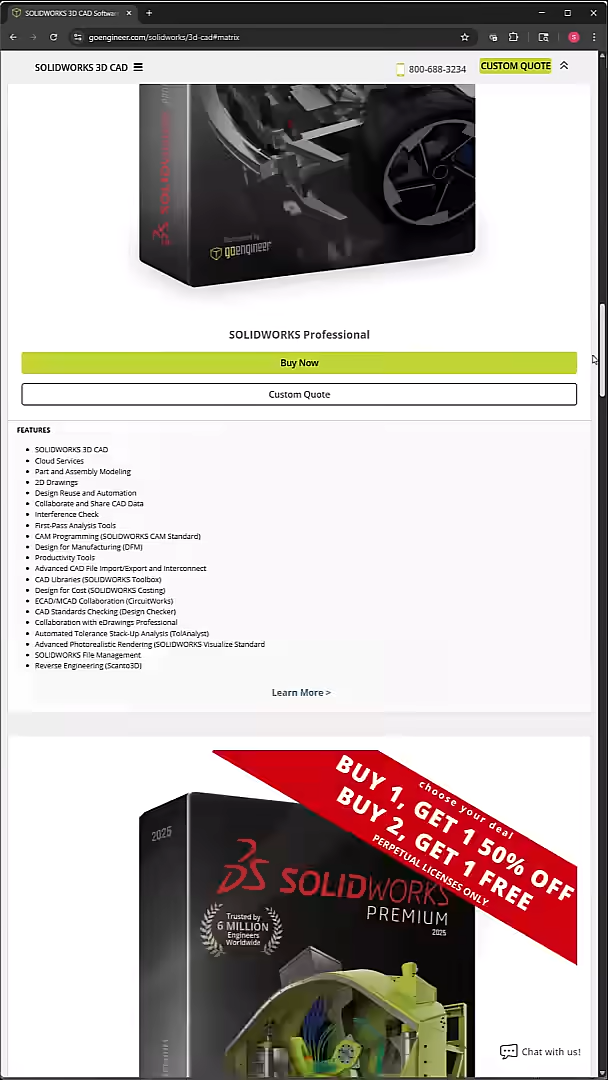 SOLIDWORKS 3D CAD Softwa
goengineer.com/solidworks/3d-cad#matrix
SOLIDWORKS 3D CAD
800-688-3234
CUSTOM QUOTE
SOLIDWORKS
goengineer
SOLIDWORKS Professional
Buy Now
Custom Quote
FEATURES
SOLIDWORKS 3D CAD
Cloud Services
Part and Assembly Modeling
2D Drawings
Design Reuse and Automation
Collaborate and Share CAD Data
Interference Check
First-Pass Analysis Tools
CAM Programming (SOLIDWORKS CAM Standard)
Design for Manufacturing (DFM)
Productivity Tools
Advanced CAD File Import/Export and Interconnect
CAD Libraries (SOLIDWORKS Toolbox)
Design for Cost (SOLIDWORKS Costing)
ECAD/MCAD Collaboration (CircuitWorks)
CAD Standards Checking (Design Checker)
Collaboration with eDrawings Professional
Automated Tolerance Stack-Up Analysis (TolAnalyst)
Advanced Photorealistic Rendering (SOLIDWORKS Visualize Standard
SOLIDWORKS File Management
Reverse Engineering (Scanto3D)
Learn More >
choose your deal
BUY 1, GET 1 50% OFF
BUY 2, GET 1 FREE
PERPETUAL LICENSES ONLY
2025
SOLIDWORKS
PREMIUM
2025
Trusted by
6 MILLION
Engineers
Worldwide
Chat with us!